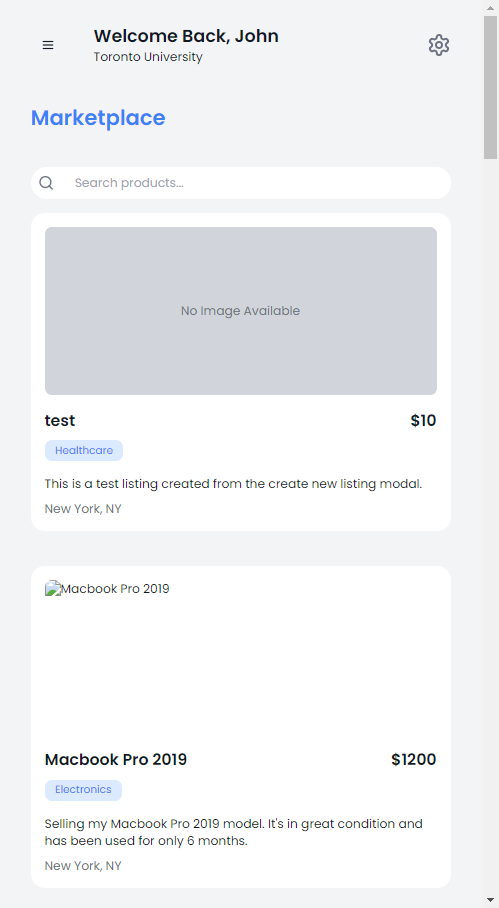 Welcome Back, John
Toronto University
Marketplace
Search products...
No Image Available
test
$10
Healthcare
This is a test listing created from the create new listing modal.
New York, NY
Macbook Pro 2019
Macbook Pro 2019
$1200
Electronics
Selling my Macbook Pro 2019 model. It's in great condition and
has been used for only 6 months.
New York, NY